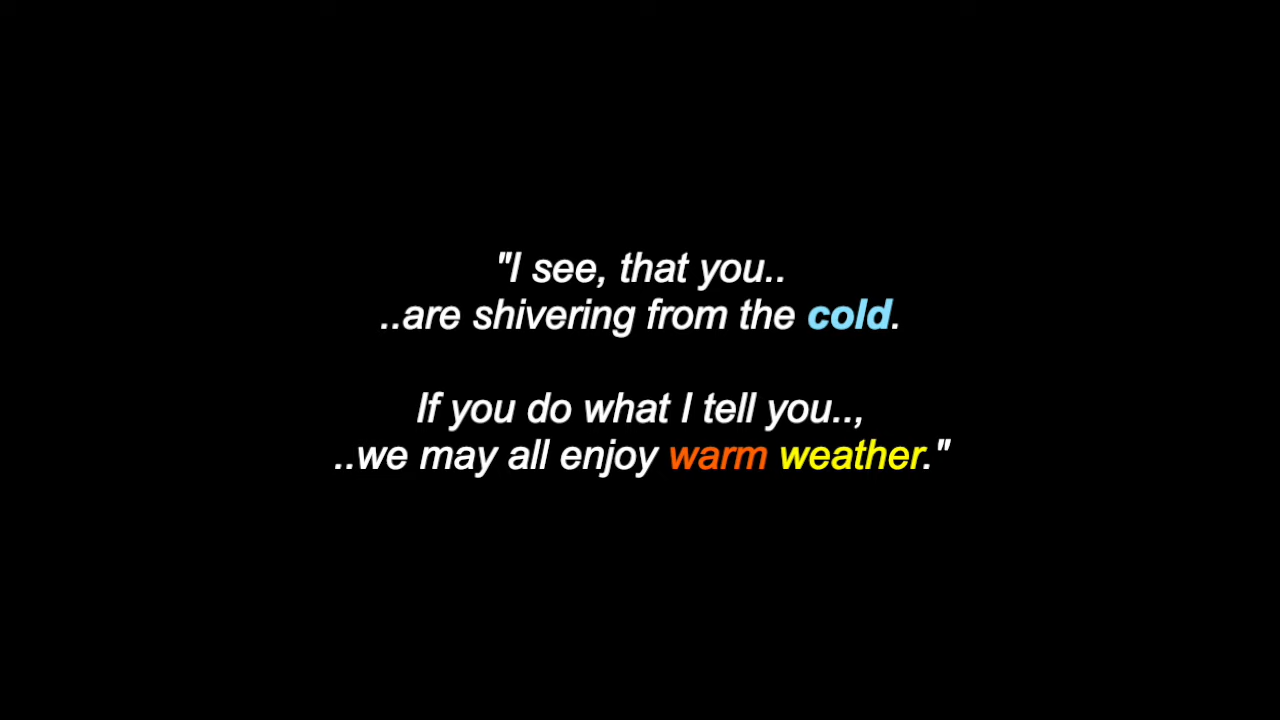 "I see, that you..
..are shivering from the cold.
If you do what I tell you..,
..we may all enjoy warm weather."